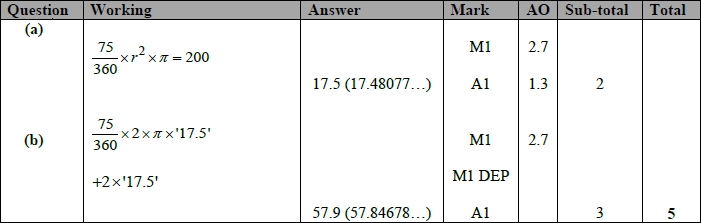 Question Working Answer Mark AO Sub-total Total
(a)
75/360 × r² × π = 200 M1 2.7
17.5 (17.48077…) A1 1.3 2
(b) 75/360 × 2 × π × '17.5' M1 2.7
+2 × '17.5' M1 DEP
57.9 (57.84678…) A1 3 5